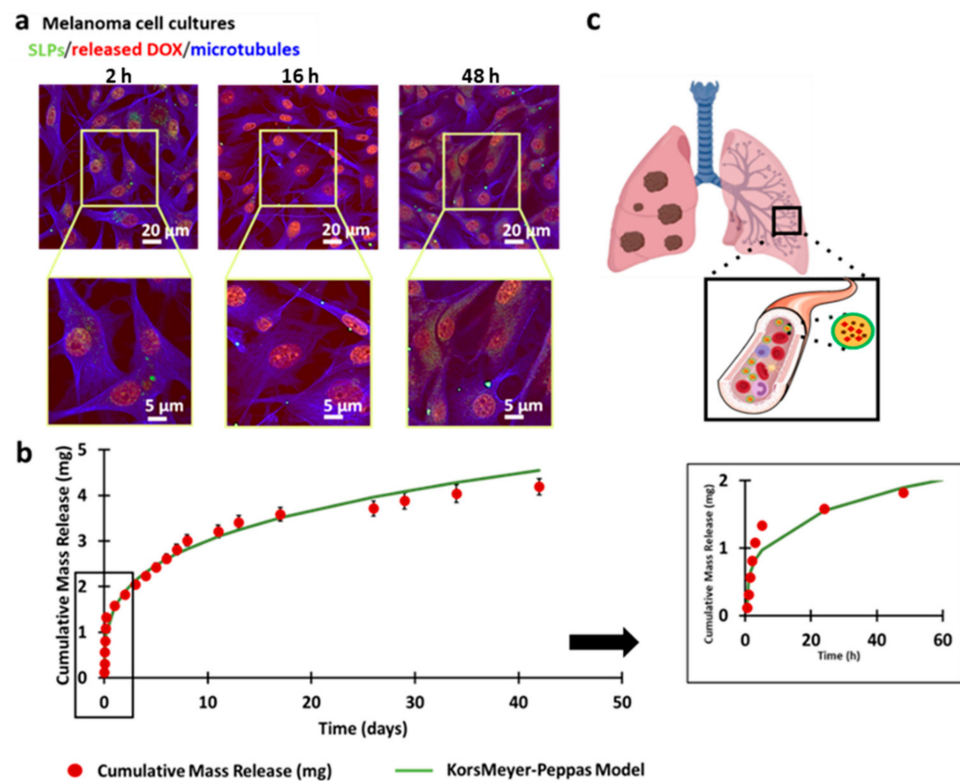 a Melanoma cell cultures
SLPs/released DOX/microtubules
2 h 16 h 48 h
20 µm 20 µm 20 µm
5 µm 5 µm 5 µm
c
b
Cumulative Mass Release (mg)
5
4
3
2
1
0
0 10 20 30 40 50
Time (days)
Cumulative Mass Release (mg)
2
1
0
0 20 40 60
Time (h)
Cumulative Mass Release (mg) KorsMeyer-Peppas Model